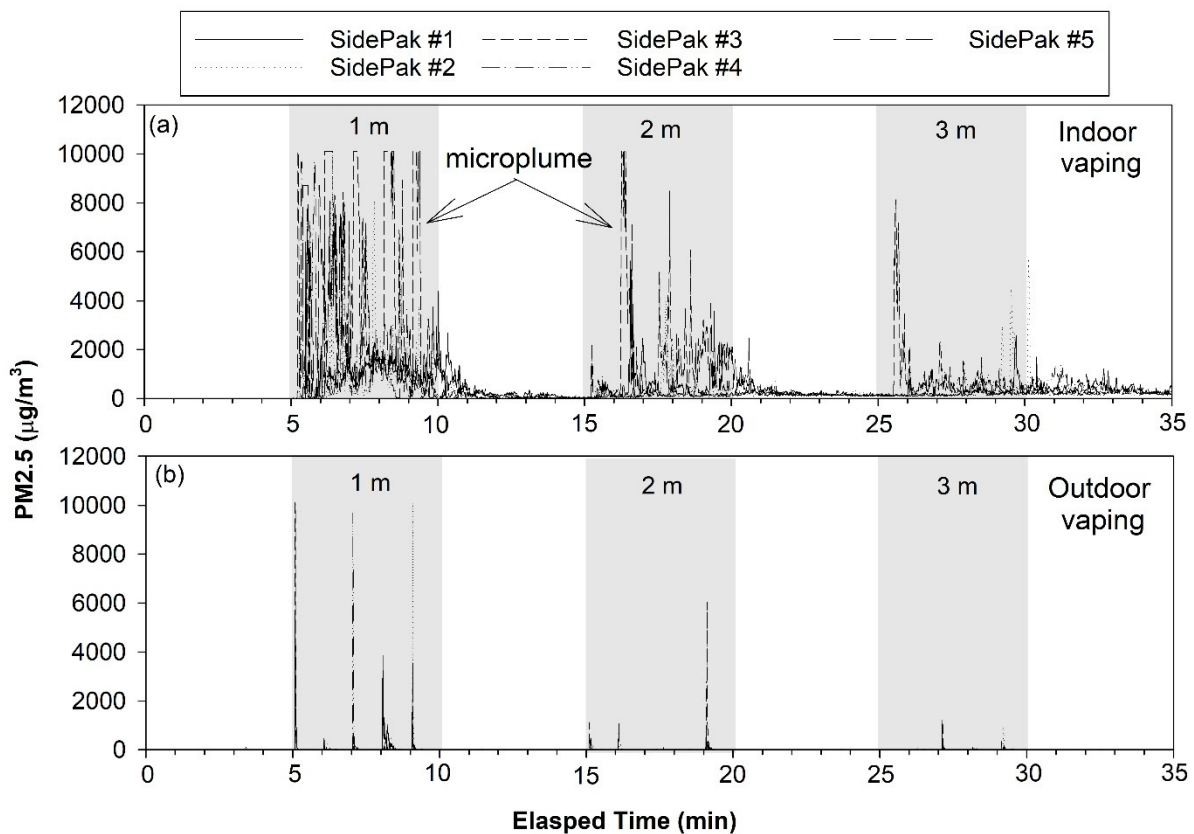 SidePak #1 SidePak #3 SidePak #5
SidePak #2 SidePak #4
PM2.5 (µg/m³)
12000
10000
8000
6000
4000
2000
0
(a)
1 m
2 m
3 m
Indoor
vaping
microplume
0 5 10 15 20 25 30 35
12000
10000
8000
6000
4000
2000
0
(b)
1 m
2 m
3 m
Outdoor
vaping
0 5 10 15 20 25 30 35
Elasped Time (min)